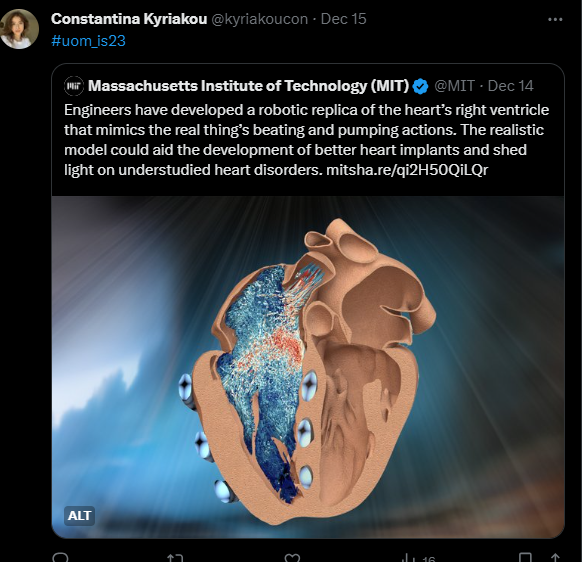 Constantina Kyriakou @kyriakoucon · Dec 15
#uom_is23
Massachusetts Institute of Technology (MIT) @MIT · Dec 14
Engineers have developed a robotic replica of the heart’s right ventricle
that mimics the real thing’s beating and pumping actions. The realistic
model could aid the development of better heart implants and shed
light on understudied heart disorders. mitsha.re/qi2H50QiLQr
ALT
16